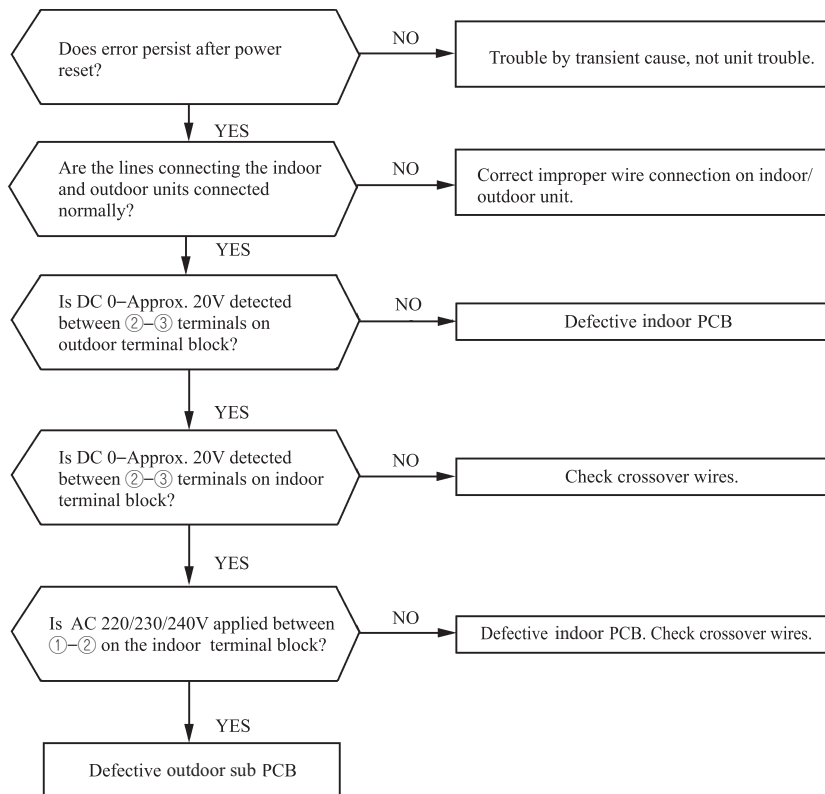 Does error persist after power
reset?
NO
Trouble by transient cause, not unit trouble.
YES
Are the lines connecting the indoor
and outdoor units connected
normally?
NO
Correct improper wire connection on indoor/
outdoor unit.
YES
Is DC 0–Approx. 20V detected
between ②–③ terminals on
outdoor terminal block?
NO
Defective indoor PCB
YES
Is DC 0–Approx. 20V detected
between ②–③ terminals on indoor
terminal block?
NO
Check crossover wires.
YES
Is AC 220/230/240V applied between
①–② on the indoor terminal block?
NO
Defective indoor PCB. Check crossover wires.
YES
Defective outdoor sub PCB